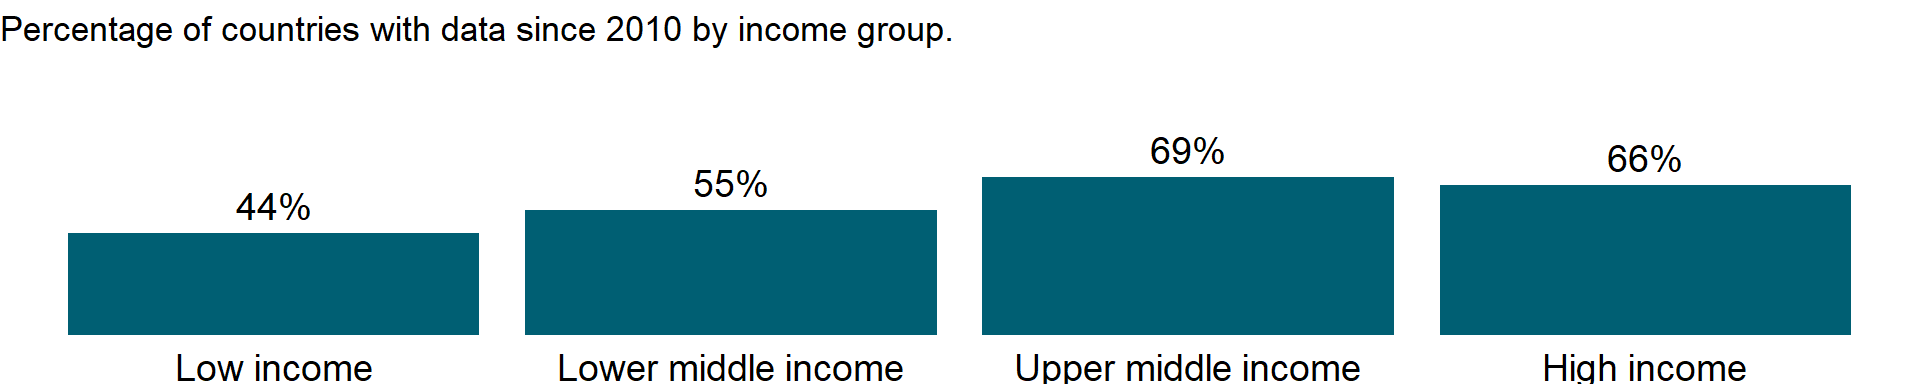 Percentage of countries with data since 2010 by income group.
69%
66%
55%
44%
Low income Lower middle income Upper middle income High income